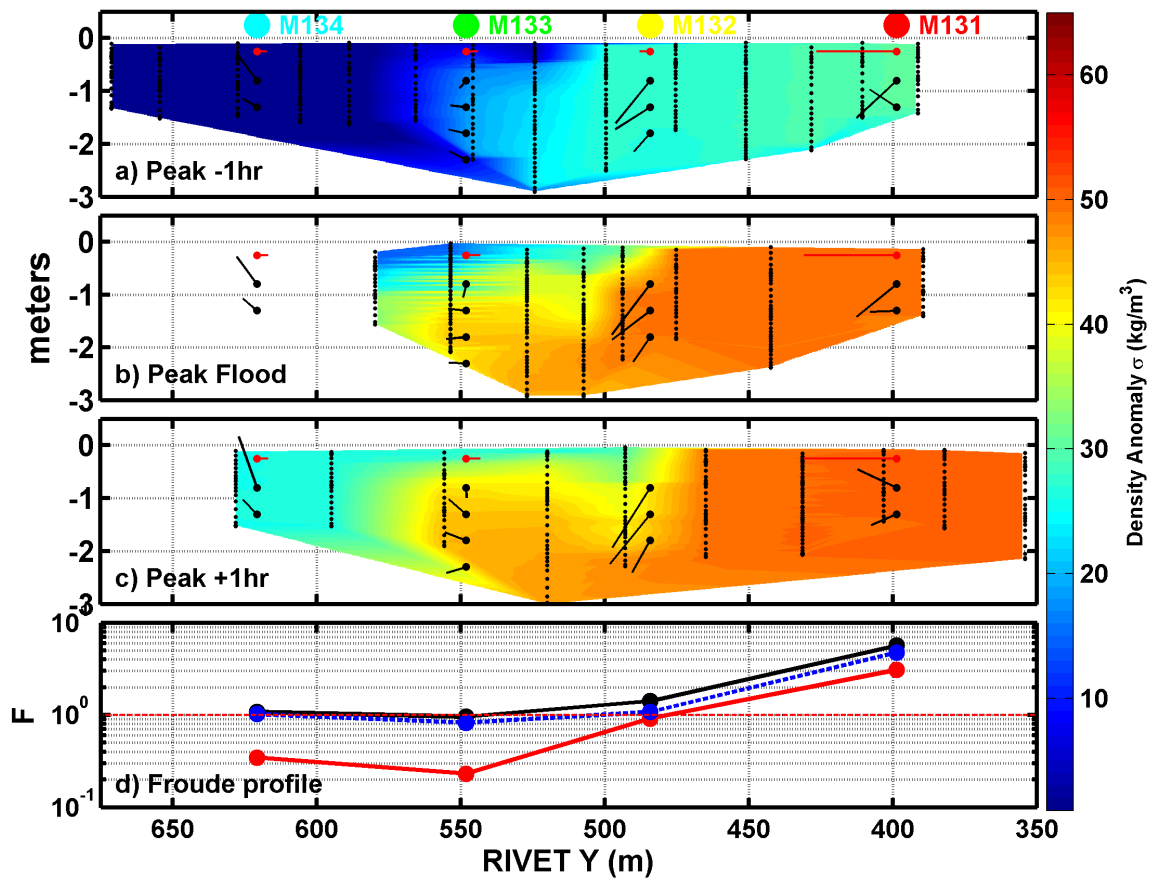 M134 M133 M132 M131
0
-1
-2
-3
a) Peak -1hr
0
-1
-2
-3
b) Peak Flood
meters
0
-1
-2
-3
c) Peak +1hr
10^1
10^0
10^-1
F
d) Froude profile
650 600 550 500 450 400 350
RIVET Y (m)
60
50
40
30
20
10
Density Anomaly σ (kg/m³)